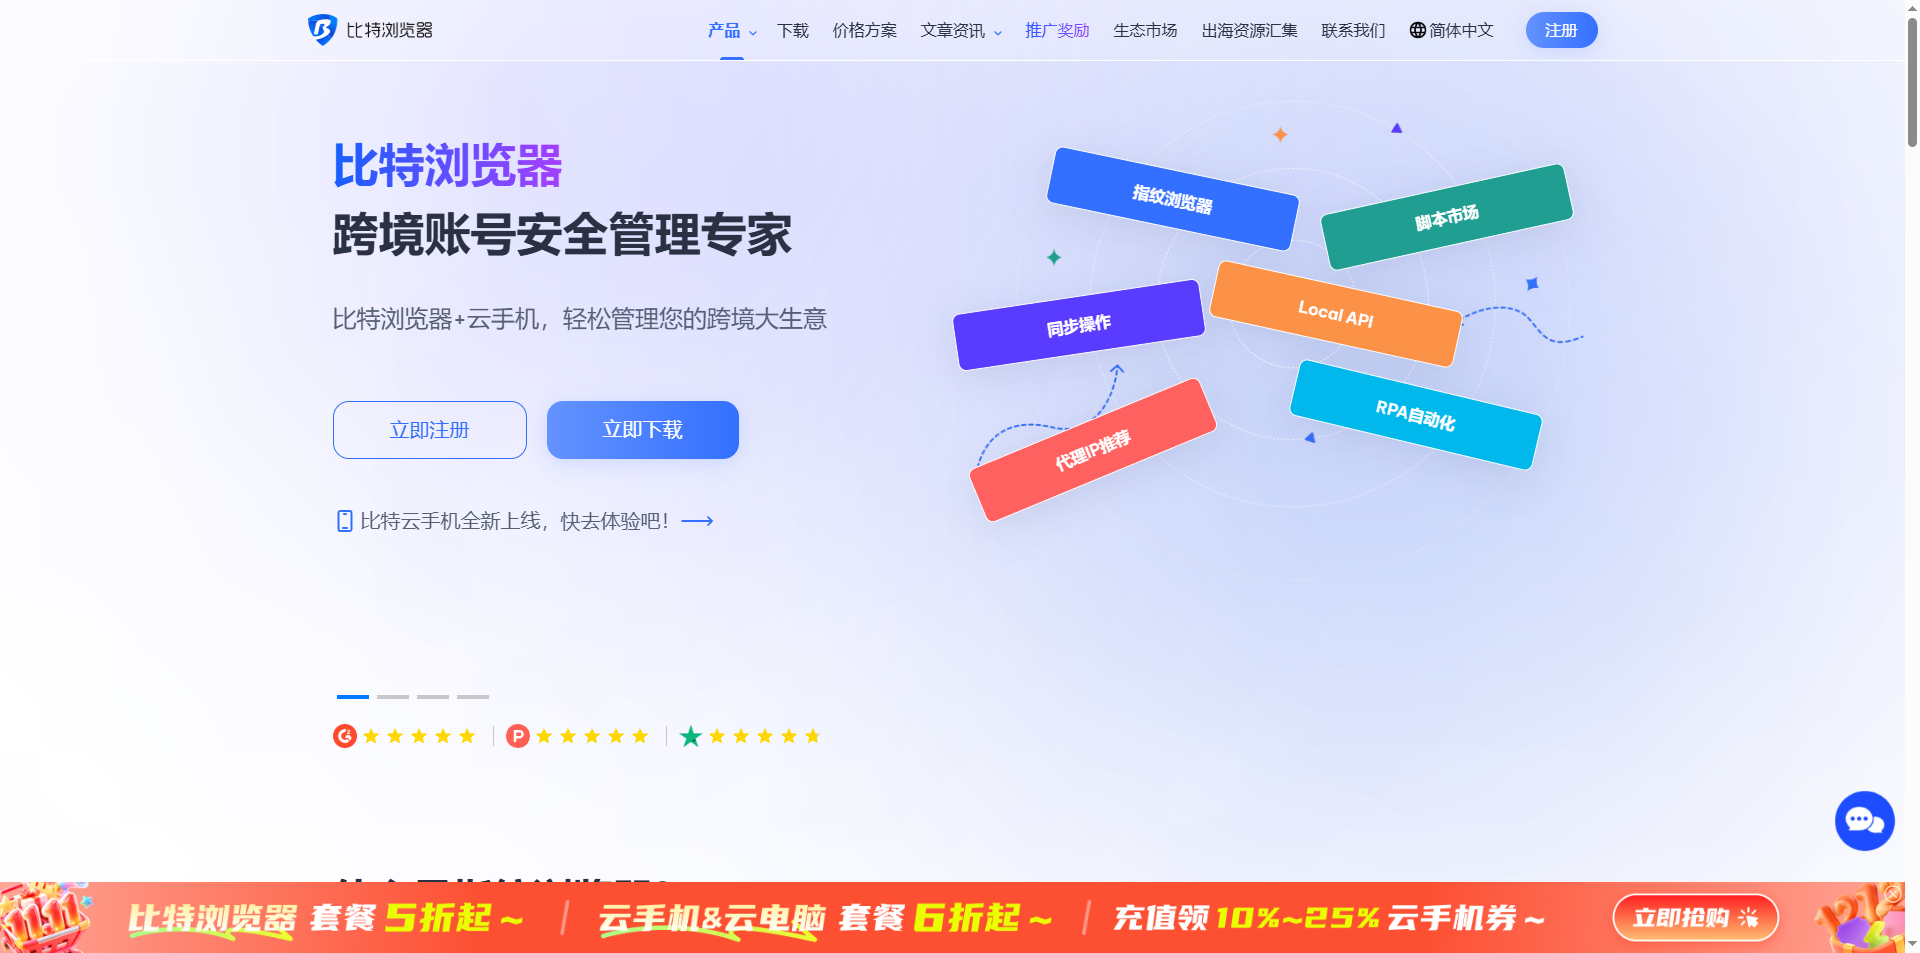 比特浏览器
产品
下载
价格方案
文章资讯
推广奖励
生态市场
出海资源汇集
联系我们
简体中文
注册
比特浏览器
跨境账号安全管理专家
比特浏览器+云手机，轻松管理您的跨境大生意
立即注册
立即下载
比特云手机全新上线，快去体验吧！
指纹浏览器
脚本市场
同步操作
Local API
RPA自动化
代理IP推荐
11.11
比特浏览器 套餐 5折起 ~
云手机&云电脑 套餐 6折起 ~
充值领 10%~25% 云手机券 ~
立即抢购